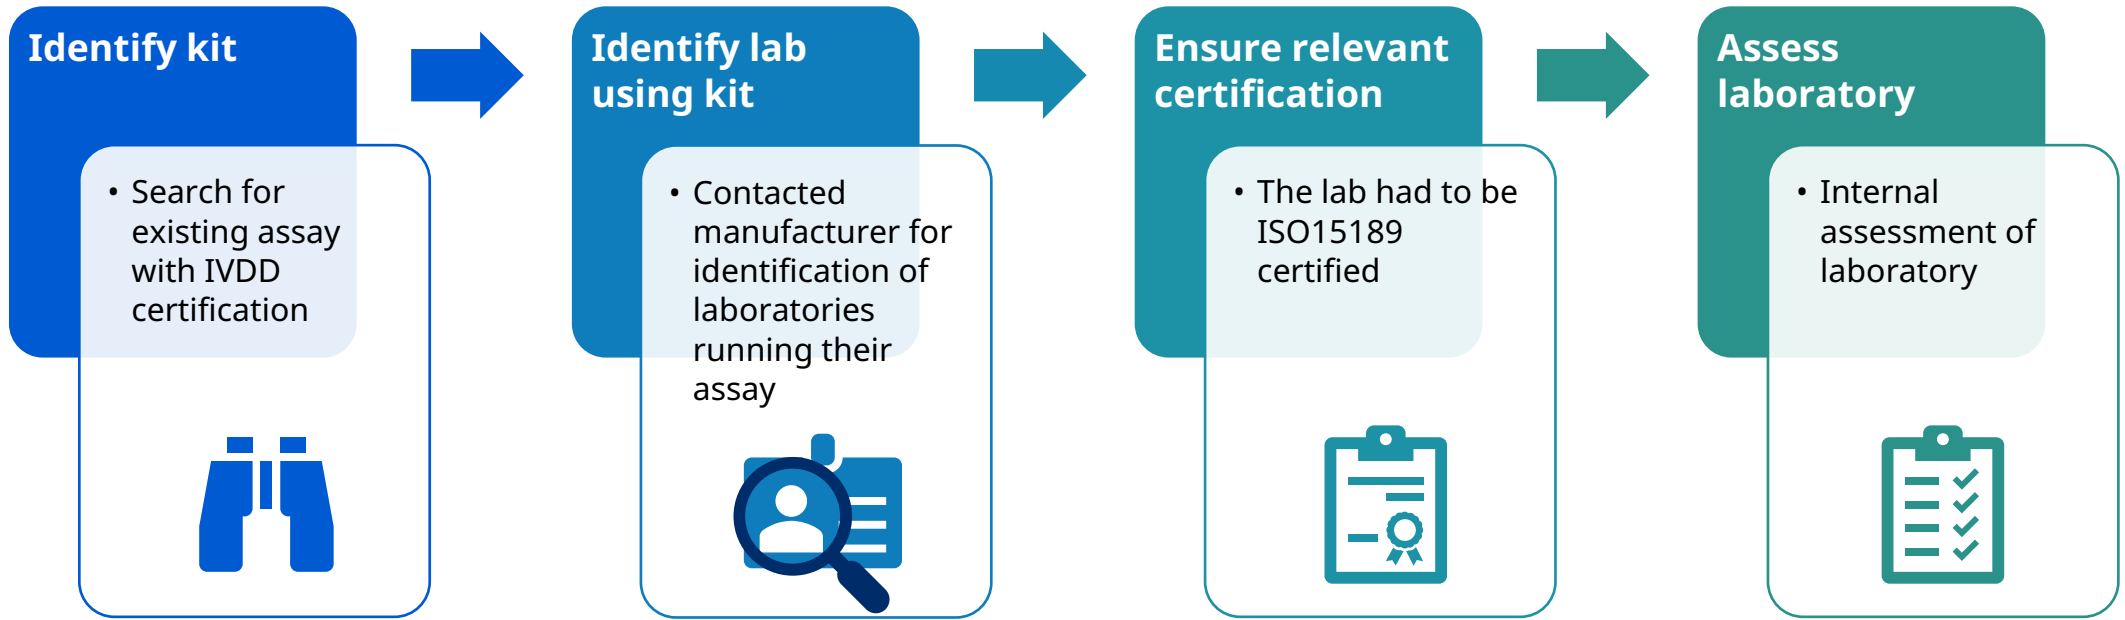 Identify kit
• Search for
existing assay
with IVDD
certification
Identify lab
using kit
• Contacted
manufacturer for
identification of
laboratories
running their
assay
Ensure relevant
certification
• The lab had to be
ISO15189
certified
Assess
laboratory
• Internal
assessment of
laboratory